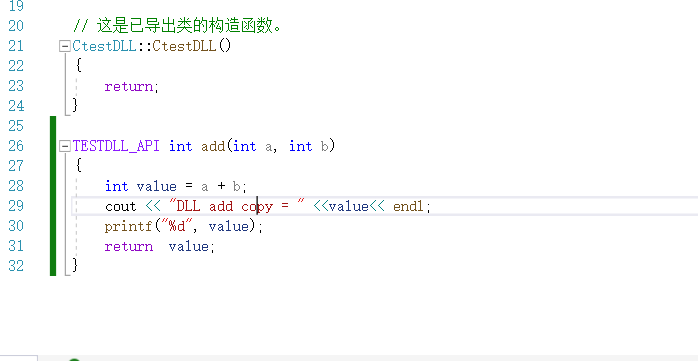 19
20 // 这是已导出类的构造函数。
21 CtestDLL::CtestDLL()
22 {
23 return;
24 }
25
26 TESTDLL_API int add(int a, int b)
27 {
28 int value = a + b;
29 cout << "DLL add copy = " <<value<< endl;
30 printf("%d", value);
31 return  value;
32 }